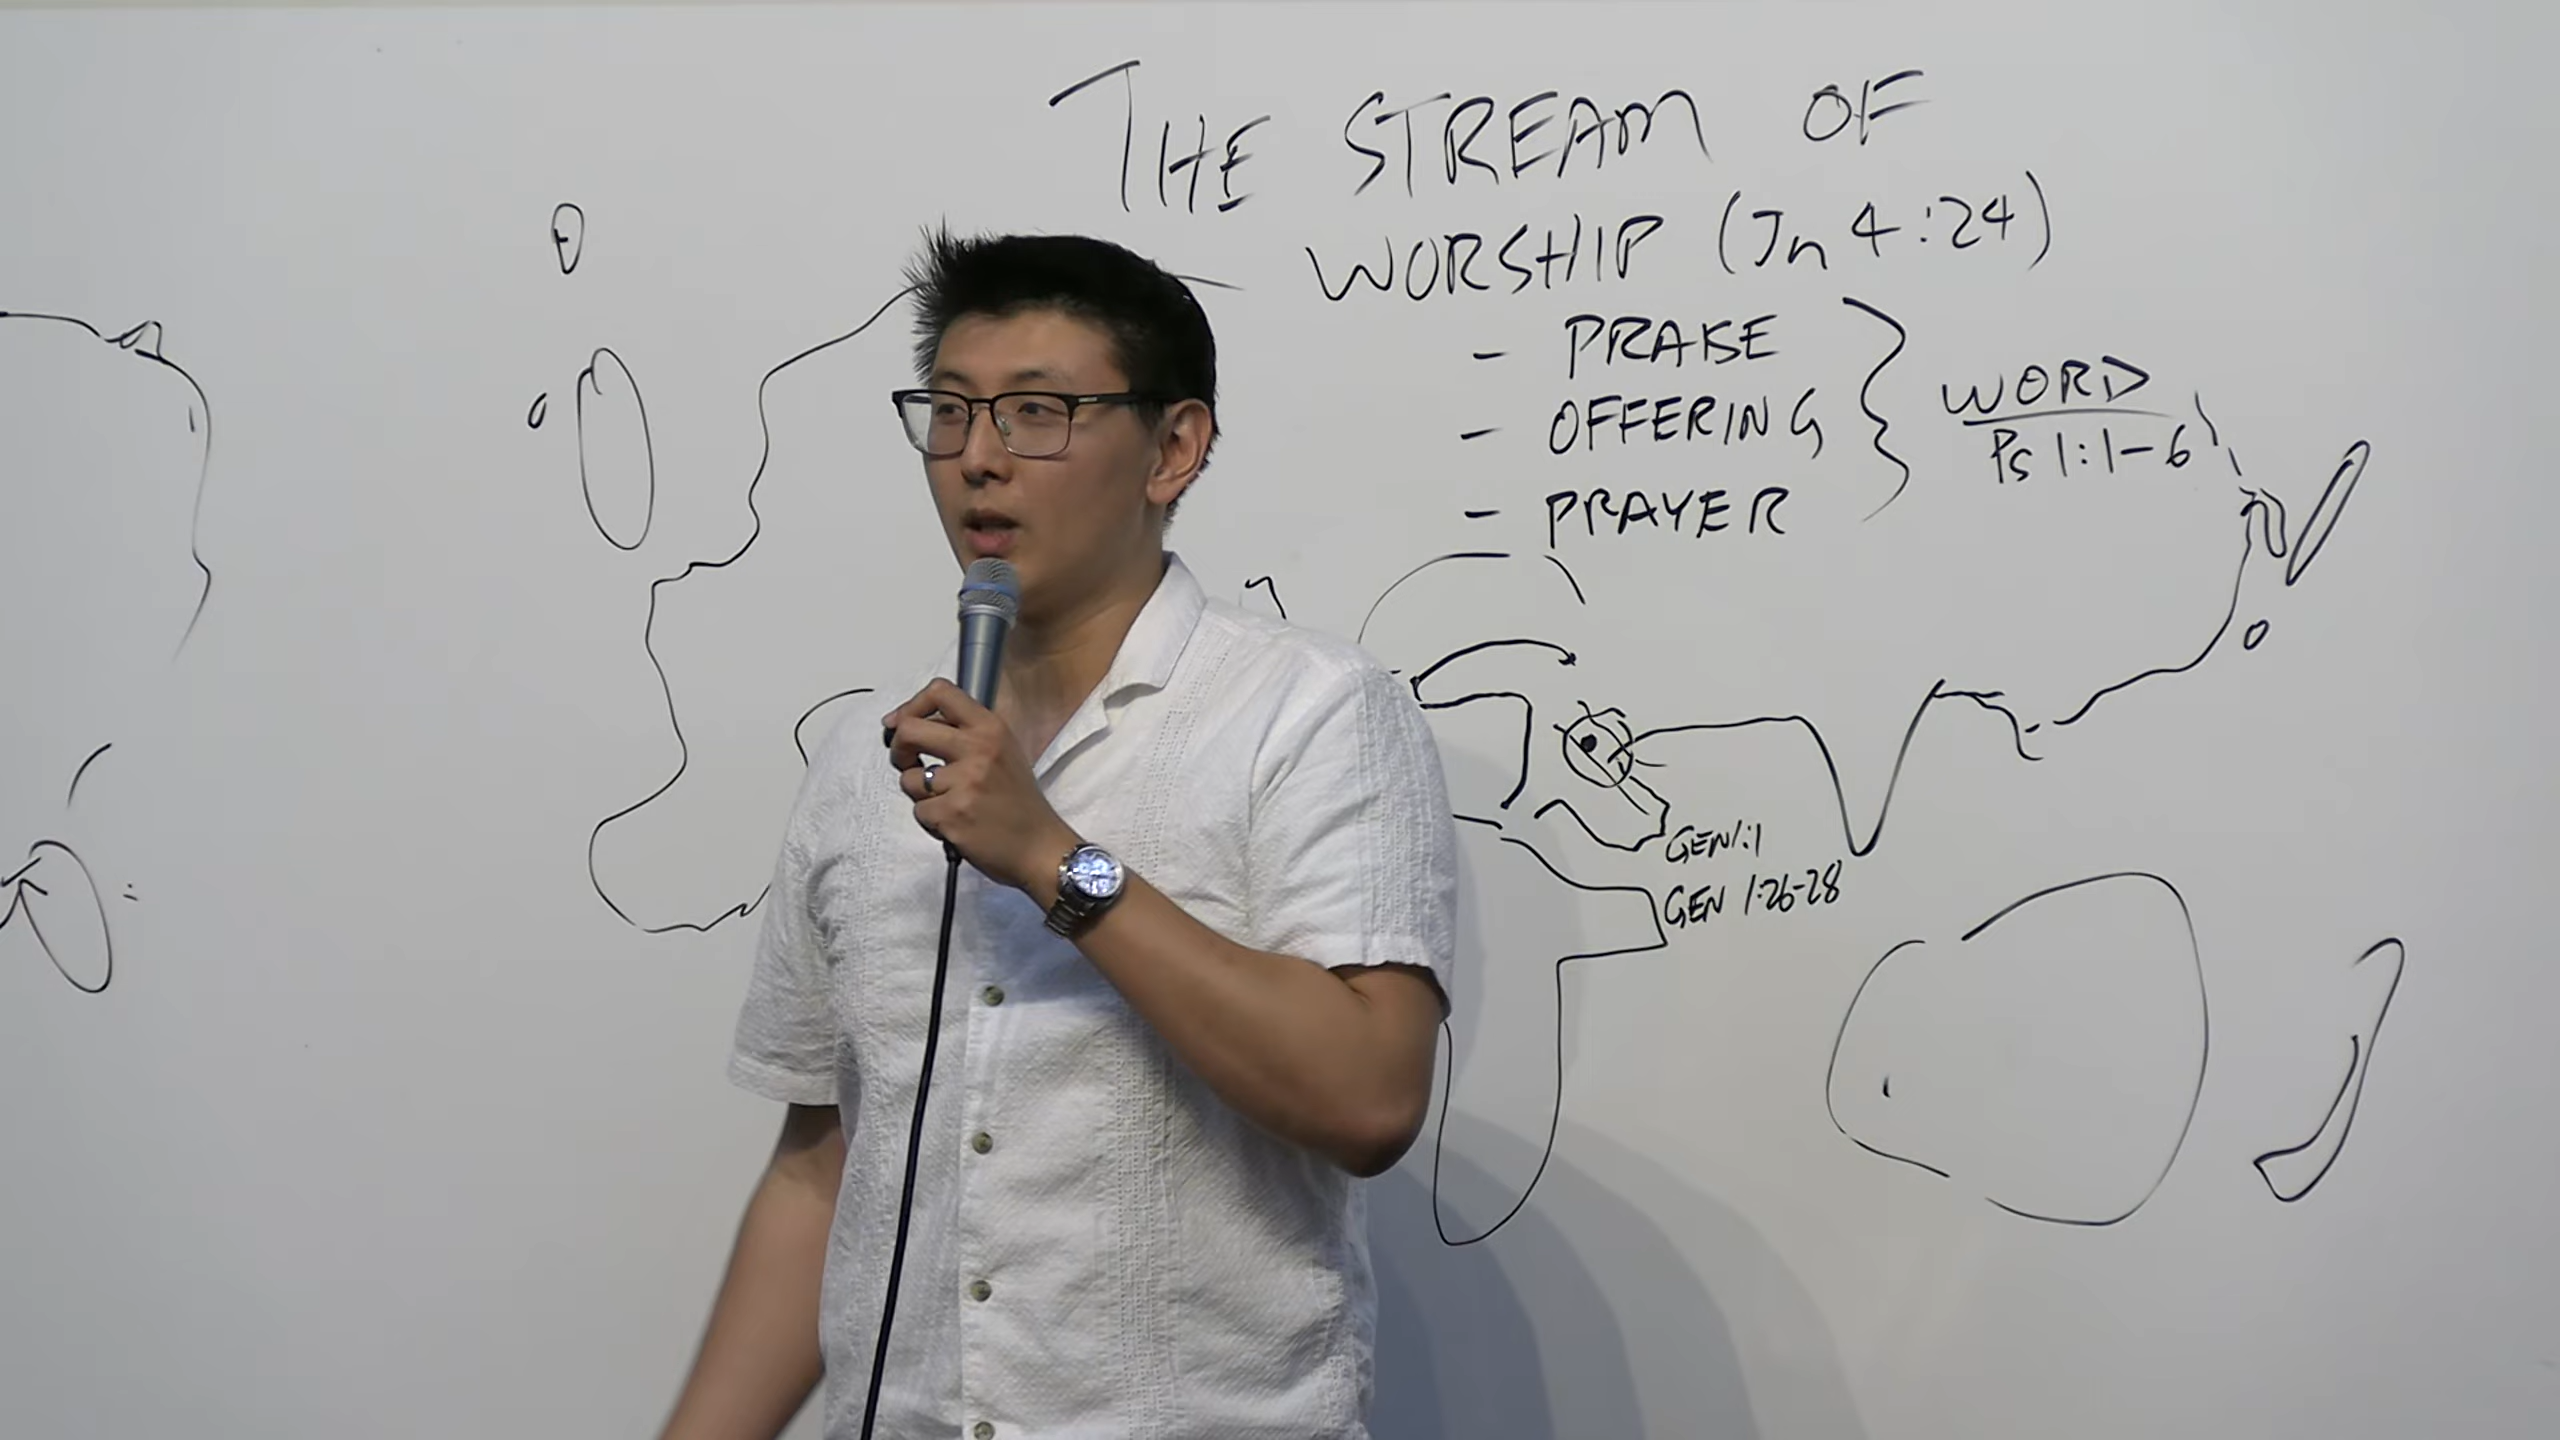 THE STREAM OF
WORSHIP (Jn 4:24)
- PRAISE
- OFFERING
- PRAYER
WORD
Ps 1:1-6
GEN 1:1
GEN 1:26-28